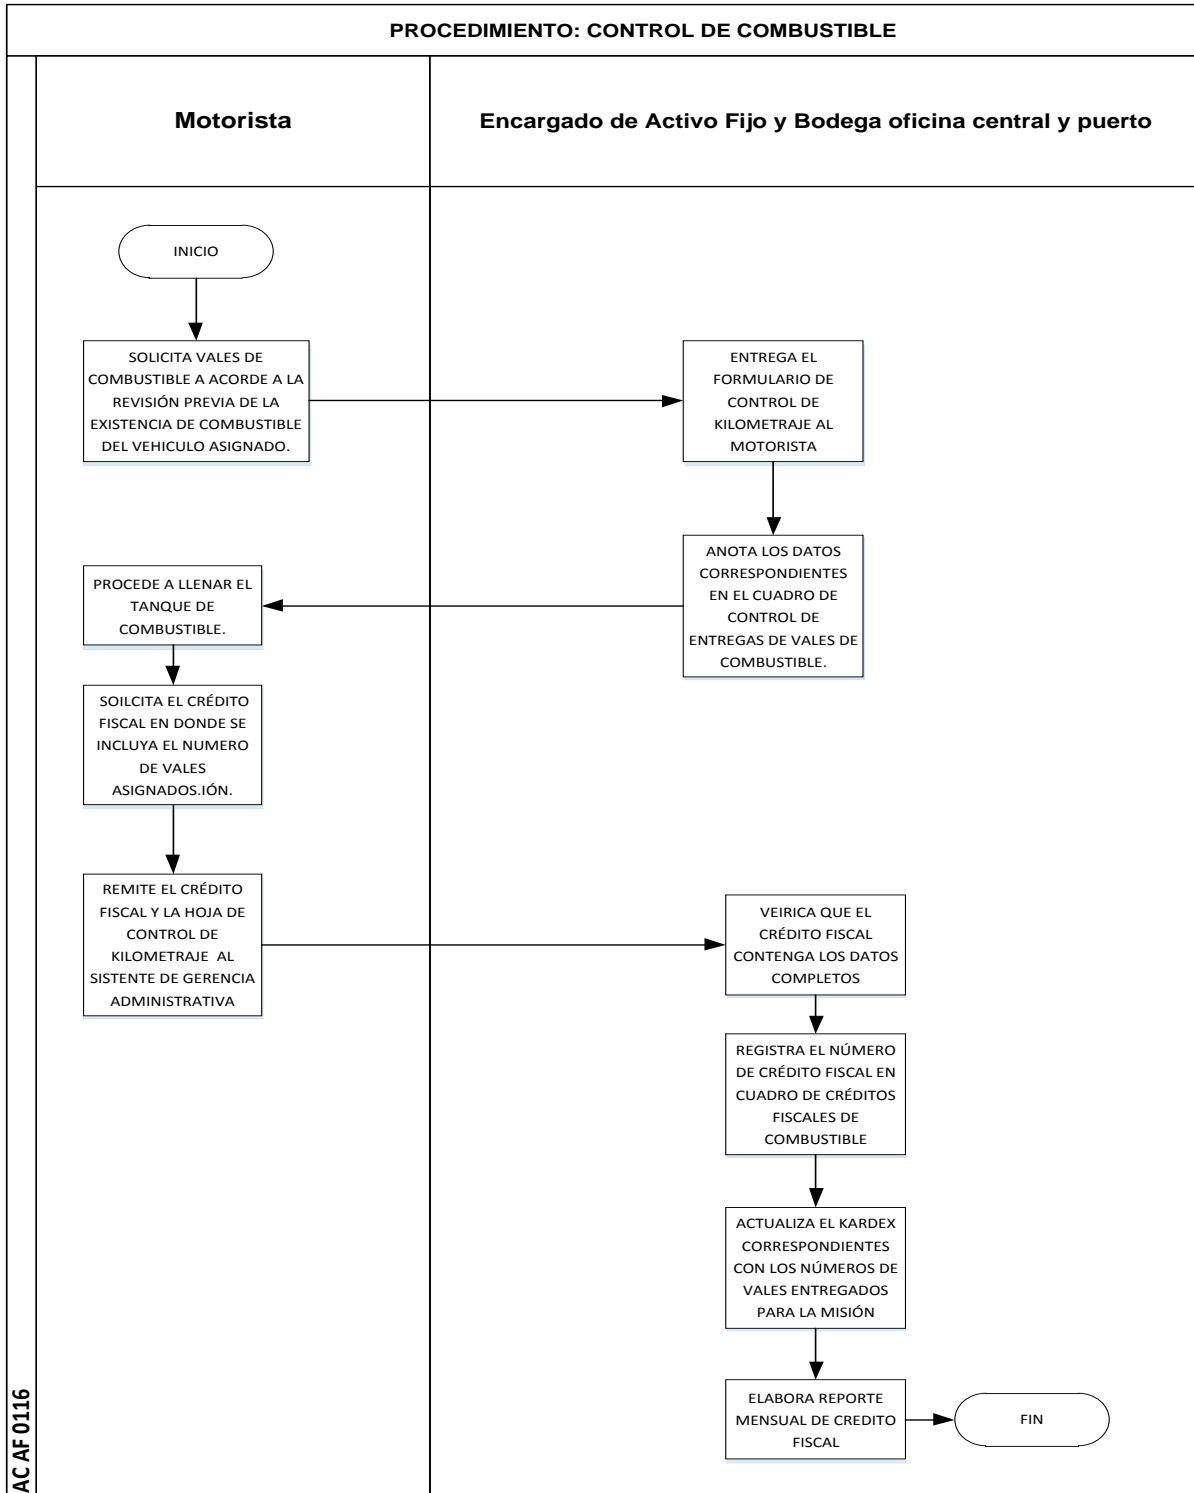 PROCEDIMIENTO: CONTROL DE COMBUSTIBLE
Motorista
Encargado de Activo Fijo y Bodega oficina central y puerto
INICIO
SOLICITA VALES DE
COMBUSTIBLE A ACORDE A LA
REVISIÓN PREVIA DE LA
EXISTENCIA DE COMBUSTIBLE
DEL VEHICULO ASIGNADO.
ENTREGA EL
FORMULARIO DE
CONTROL DE
KILOMETRAJE AL
MOTORISTA
ANOTA LOS DATOS
CORRESPONDIENTES
EN EL CUADRO DE
CONTROL DE
ENTREGAS DE VALES DE
COMBUSTIBLE.
PROCEDE A LLENAR EL
TANQUE DE
COMBUSTIBLE.
SOILCITA EL CRÉDITO
FISCAL EN DONDE SE
INCLUYA EL NUMERO
DE VALES
ASIGNADOS.IÓN.
REMITE EL CRÉDITO
FISCAL Y LA HOJA DE
CONTROL DE
KILOMETRAJE  AL
SISTENTE DE GERENCIA
ADMINISTRATIVA
VEIRICA QUE EL
CRÉDITO FISCAL
CONTENGA LOS DATOS
COMPLETOS
REGISTRA EL NÚMERO
DE CRÉDITO FISCAL EN
CUADRO DE CRÉDITOS
FISCALES DE
COMBUSTIBLE
ACTUALIZA EL KARDEX
CORRESPONDIENTES
CON LOS NÚMEROS DE
VALES ENTREGADOS
PARA LA MISIÓN
ELABORA REPORTE
MENSUAL DE CREDITO
FISCAL
FIN
AC AF 0116